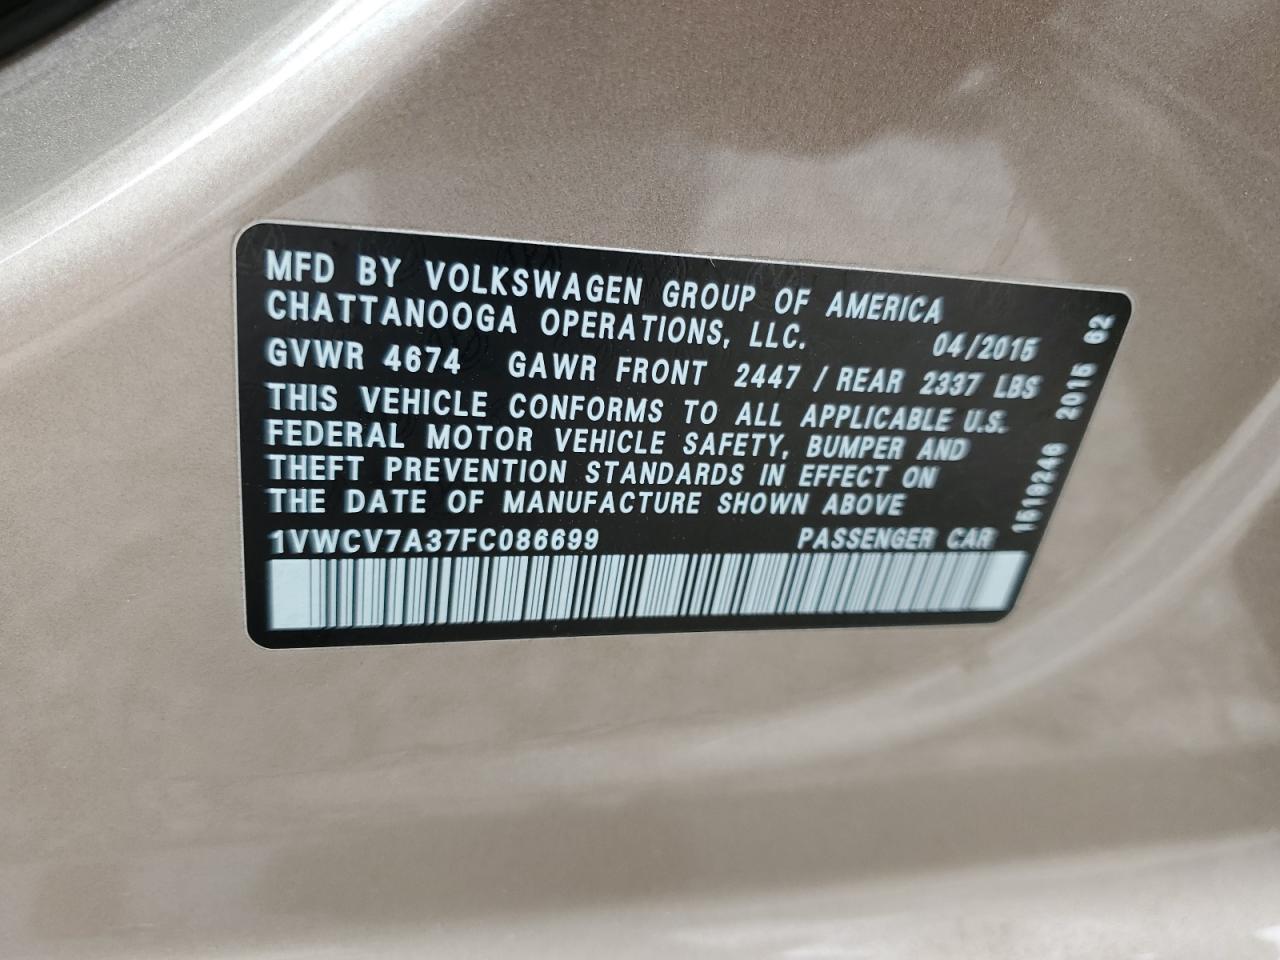 MFD BY VOLKSWAGEN GROUP OF AMERICA
CHATTANOOGA OPERATIONS, LLC. 04/2015
GVWR 4674 GAWR FRONT 2447 / REAR 2337 LBS
THIS VEHICLE CONFORMS TO ALL APPLICABLE U.S.
FEDERAL MOTOR VEHICLE SAFETY, BUMPER AND
THEFT PREVENTION STANDARDS IN EFFECT ON
THE DATE OF MANUFACTURE SHOWN ABOVE
1VWCV7A37FC086699 PASSENGER CAR
1519246 2015 62